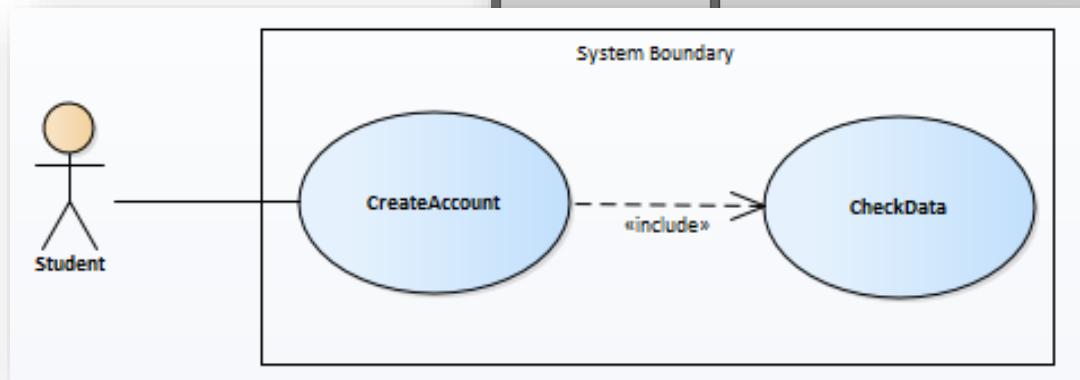 System Boundary
CreateAccount
CheckData
«include»
Student